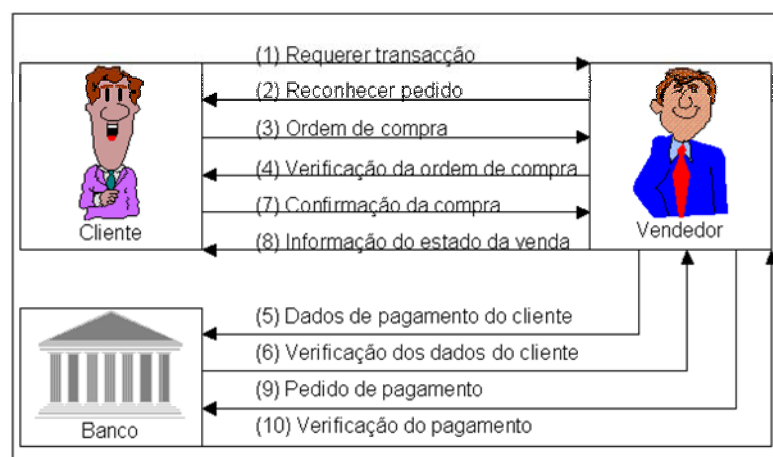 (1) Requerer transacção
(2) Reconhecer pedido
(3) Ordem de compra
(4) Verificação da ordem de compra
(7) Confirmação da compra
(8) Informação do estado da venda
Cliente
Vendedor
(5) Dados de pagamento do cliente
(6) Verificação dos dados do cliente
(9) Pedido de pagamento
(10) Verificação do pagamento
Banco